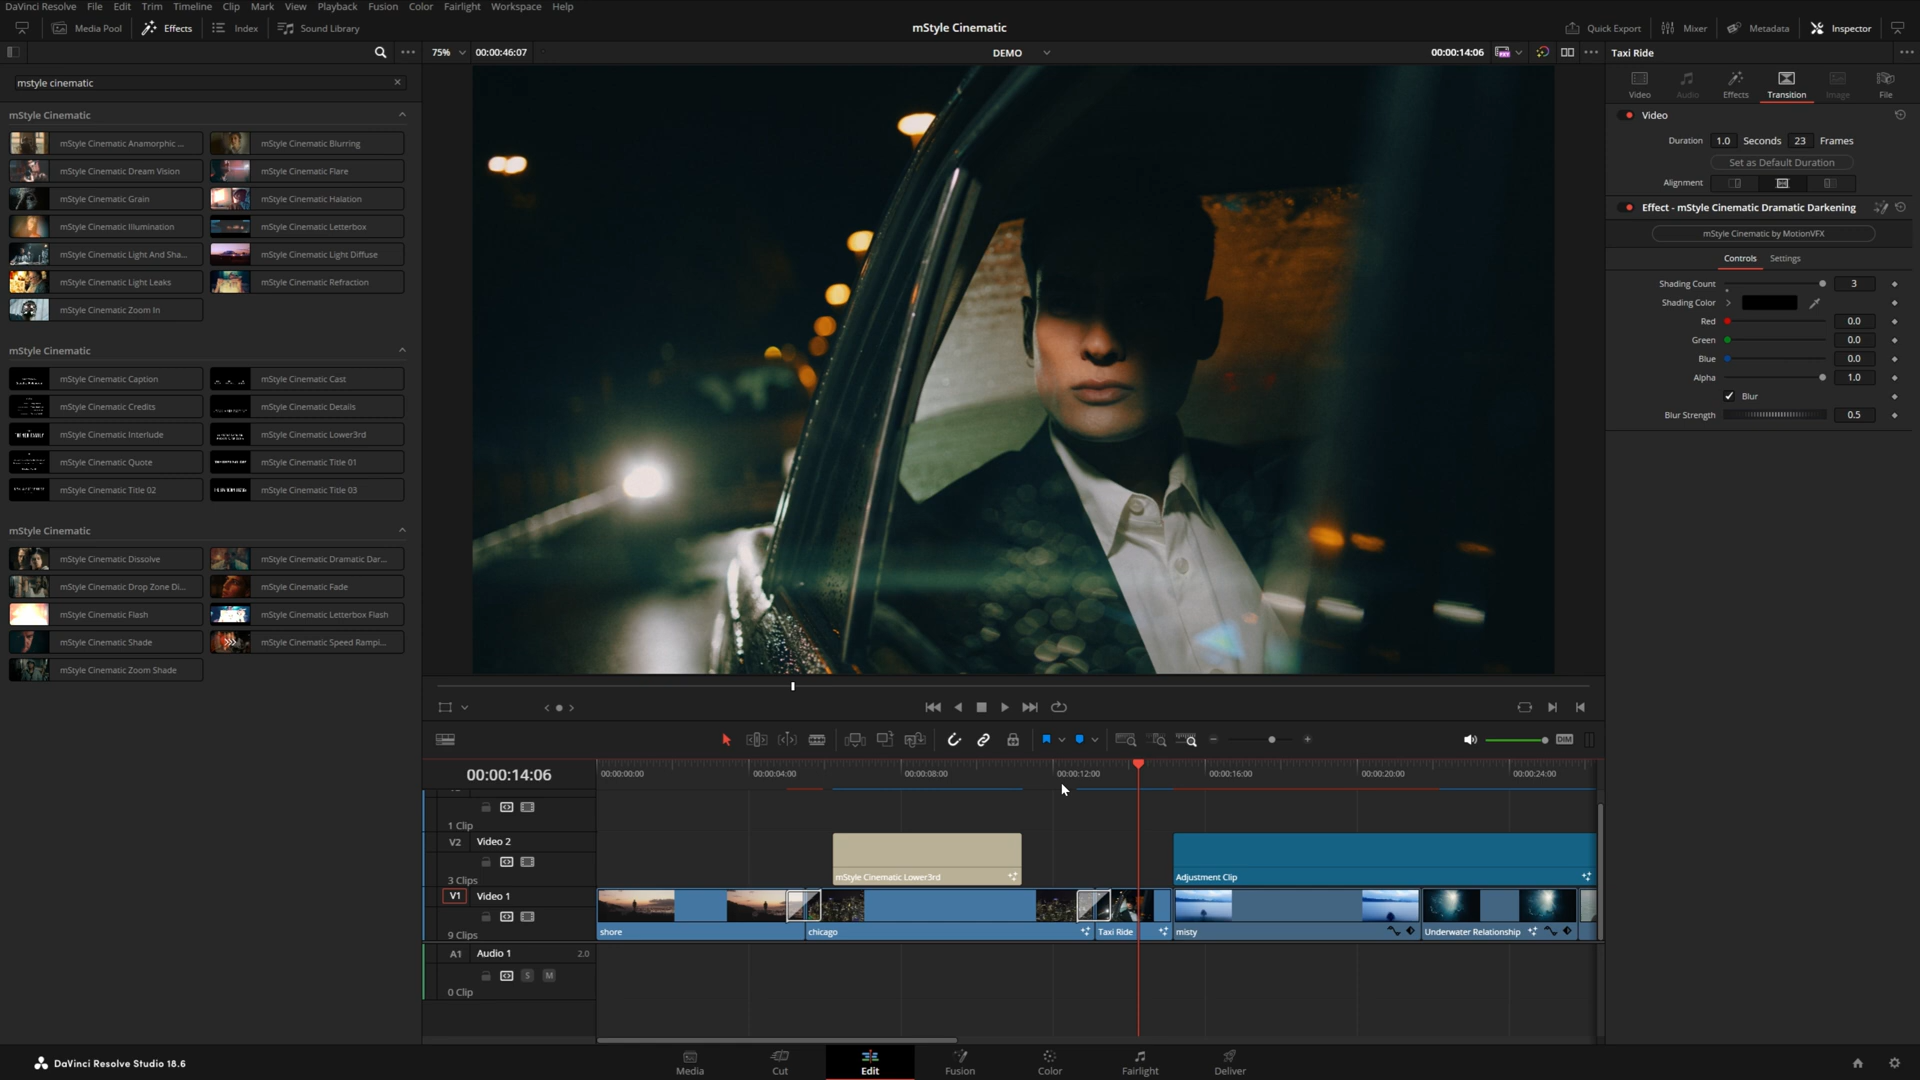 DaVinci Resolve File Edit Trim Timeline Clip Mark View Playback Fusion Color Fairlight Workspace Help
Media Pool Effects Index Sound Library mStyle Cinematic Quick Export Mixer Metadata Inspector
75% 00:00:46:07 DEMO 00:00:14:06 Taxi Ride
mstyle cinematic
Video Audio Effects Transition Image File
mStyle Cinematic
mStyle Cinematic Anamorphic ... mStyle Cinematic Blurring
mStyle Cinematic Dream Vision mStyle Cinematic Flare
mStyle Cinematic Grain mStyle Cinematic Halation
mStyle Cinematic Illumination mStyle Cinematic Letterbox
mStyle Cinematic Light And Sha... mStyle Cinematic Light Diffuse
mStyle Cinematic Light Leaks mStyle Cinematic Refraction
mStyle Cinematic Zoom In
mStyle Cinematic
mStyle Cinematic Caption mStyle Cinematic Cast
mStyle Cinematic Credits mStyle Cinematic Details
mStyle Cinematic Interlude mStyle Cinematic Lower3rd
mStyle Cinematic Quote mStyle Cinematic Title 01
mStyle Cinematic Title 02 mStyle Cinematic Title 03
mStyle Cinematic
mStyle Cinematic Dissolve mStyle Cinematic Dramatic Dar...
mStyle Cinematic Drop Zone Di... mStyle Cinematic Fade
mStyle Cinematic Flash mStyle Cinematic Letterbox Flash
mStyle Cinematic Shade mStyle Cinematic Speed Rampi...
mStyle Cinematic Zoom Shade
Video
Duration 1.0 Seconds 23 Frames
Set as Default Duration
Alignment
Effect - mStyle Cinematic Dramatic Darkening
mStyle Cinematic by MotionVFX
Controls Settings
Shading Count 3
Shading Color
Red 0.0
Green 0.0
Blue 0.0
Alpha 1.0
Blur
Blur Strength 0.5
DIM
00:00:14:06 00:00:00:00 00:00:04:00 00:00:08:00 00:00:12:00 00:00:16:00 00:00:20:00 00:00:24:00
1 Clip
V2 Video 2
3 Clips
mStyle Cinematic Lower3rd Adjustment Clip
V1 Video 1
9 Clips
shore chicago Taxi Ride misty Underwater Relationship
A1 Audio 1 2.0
S M
0 Clip
DaVinci Resolve Studio 18.6
Media Cut Edit Fusion Color Fairlight Deliver